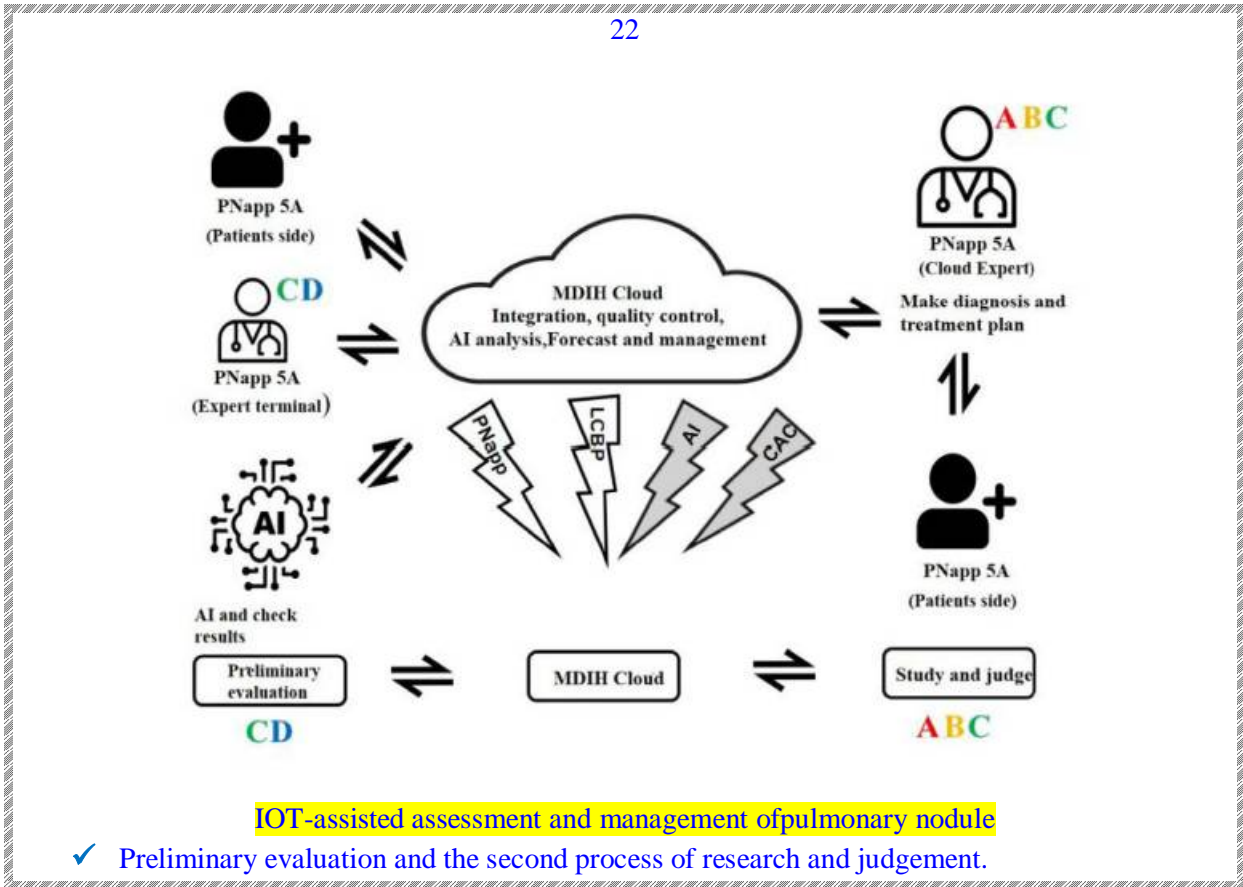 22
PNapp 5A
(Patients side)
CD
PNapp 5A
(Expert terminal)
AI
AI and check
results
Preliminary
evaluation
CD
MDIH Cloud
Integration, quality control,
AI analysis,Forecast and management
PNapp
LCBP
AI
CAC
MDIH Cloud
ABC
PNapp 5A
(Cloud Expert)
Make diagnosis and
treatment plan
PNapp 5A
(Patients side)
Study and judge
ABC
IOT-assisted assessment and management ofpulmonary nodule
✓ Preliminary evaluation and the second process of research and judgement.